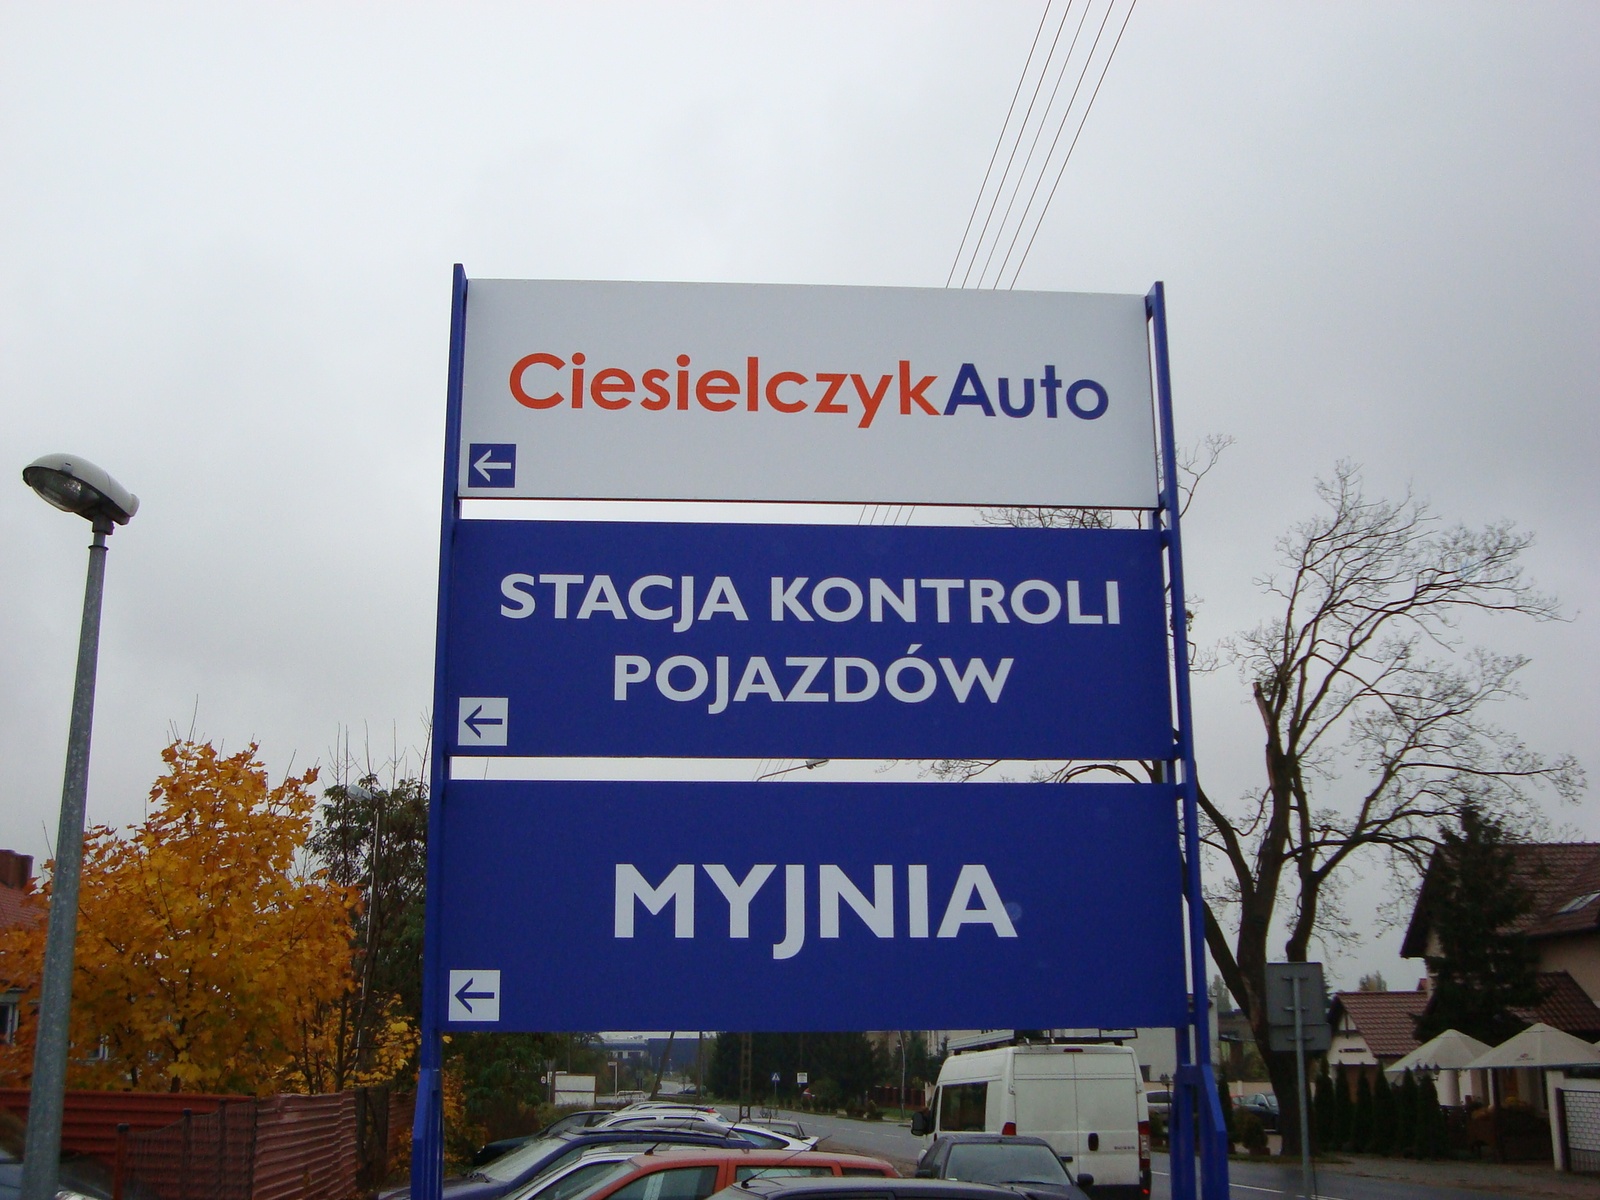 CiesielczykAuto
STACJA KONTROLI
POJAZDÓW
MYJNIA